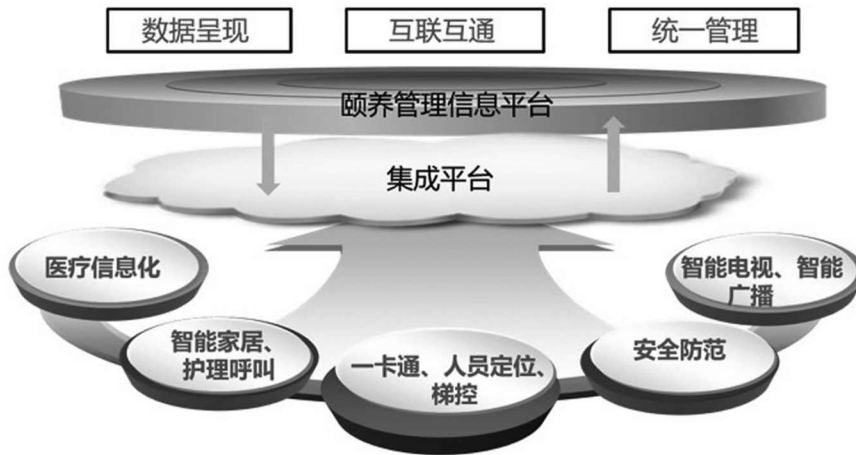 数据呈现
互联互通
统一管理
颐养管理信息平台
集成平台
医疗信息化
智能家居、
护理呼叫
一卡通、人员定位、
梯控
安全防范
智能电视、智能
广播